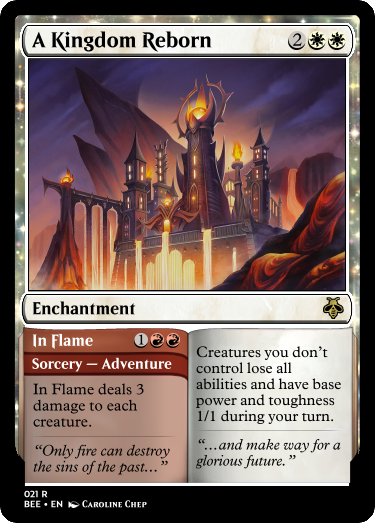 A Kingdom Reborn 2
Enchantment
In Flame 1
Sorcery — Adventure
In Flame deals 3
damage to each
creature.
“Only fire can destroy
the sins of the past...”
Creatures you don’t
control lose all
abilities and have base
power and toughness
1/1 during your turn.
“...and make way for a
glorious future.”
021 R
BEE • EN Caroline Chep